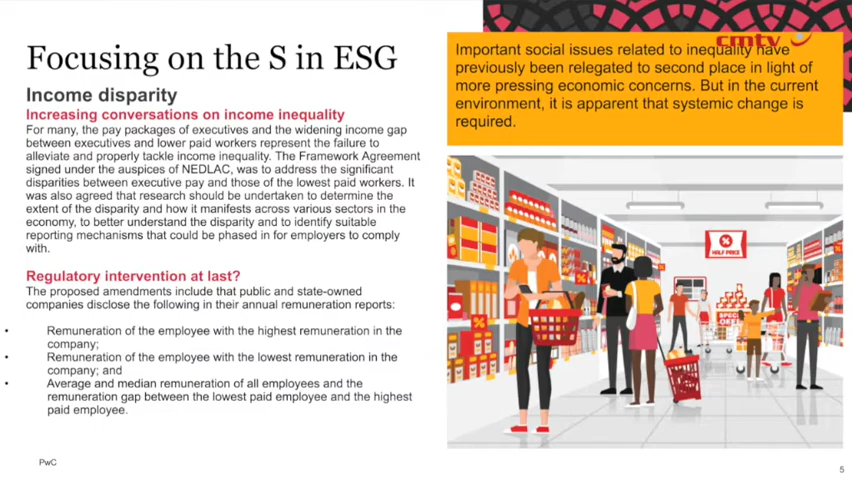 Focusing on the S in ESG
Income disparity
Increasing conversations on income inequality
For many, the pay packages of executives and the widening income gap
between executives and lower paid workers represent the failure to
alleviate and properly tackle income inequality. The Framework Agreement
signed under the auspices of NEDLAC, was to address the significant
disparities between executive pay and those of the lowest paid workers. It
was also agreed that research should be undertaken to determine the
extent of the disparity and how it manifests across various sectors in the
economy, to better understand the disparity and to identify suitable
reporting mechanisms that could be phased in for employers to comply
with.
Regulatory intervention at last?
The proposed amendments include that public and state-owned
companies disclose the following in their annual remuneration reports:
• Remuneration of the employee with the highest remuneration in the
company;
• Remuneration of the employee with the lowest remuneration in the
company; and
• Average and median remuneration of all employees and the
remuneration gap between the lowest paid employee and the highest
paid employee.
PwC
cmtv
Important social issues related to inequality have
previously been relegated to second place in light of
more pressing economic concerns. But in the current
environment, it is apparent that systemic change is
required.
%
HALF PRICE
SPECIAL
OFFER
5